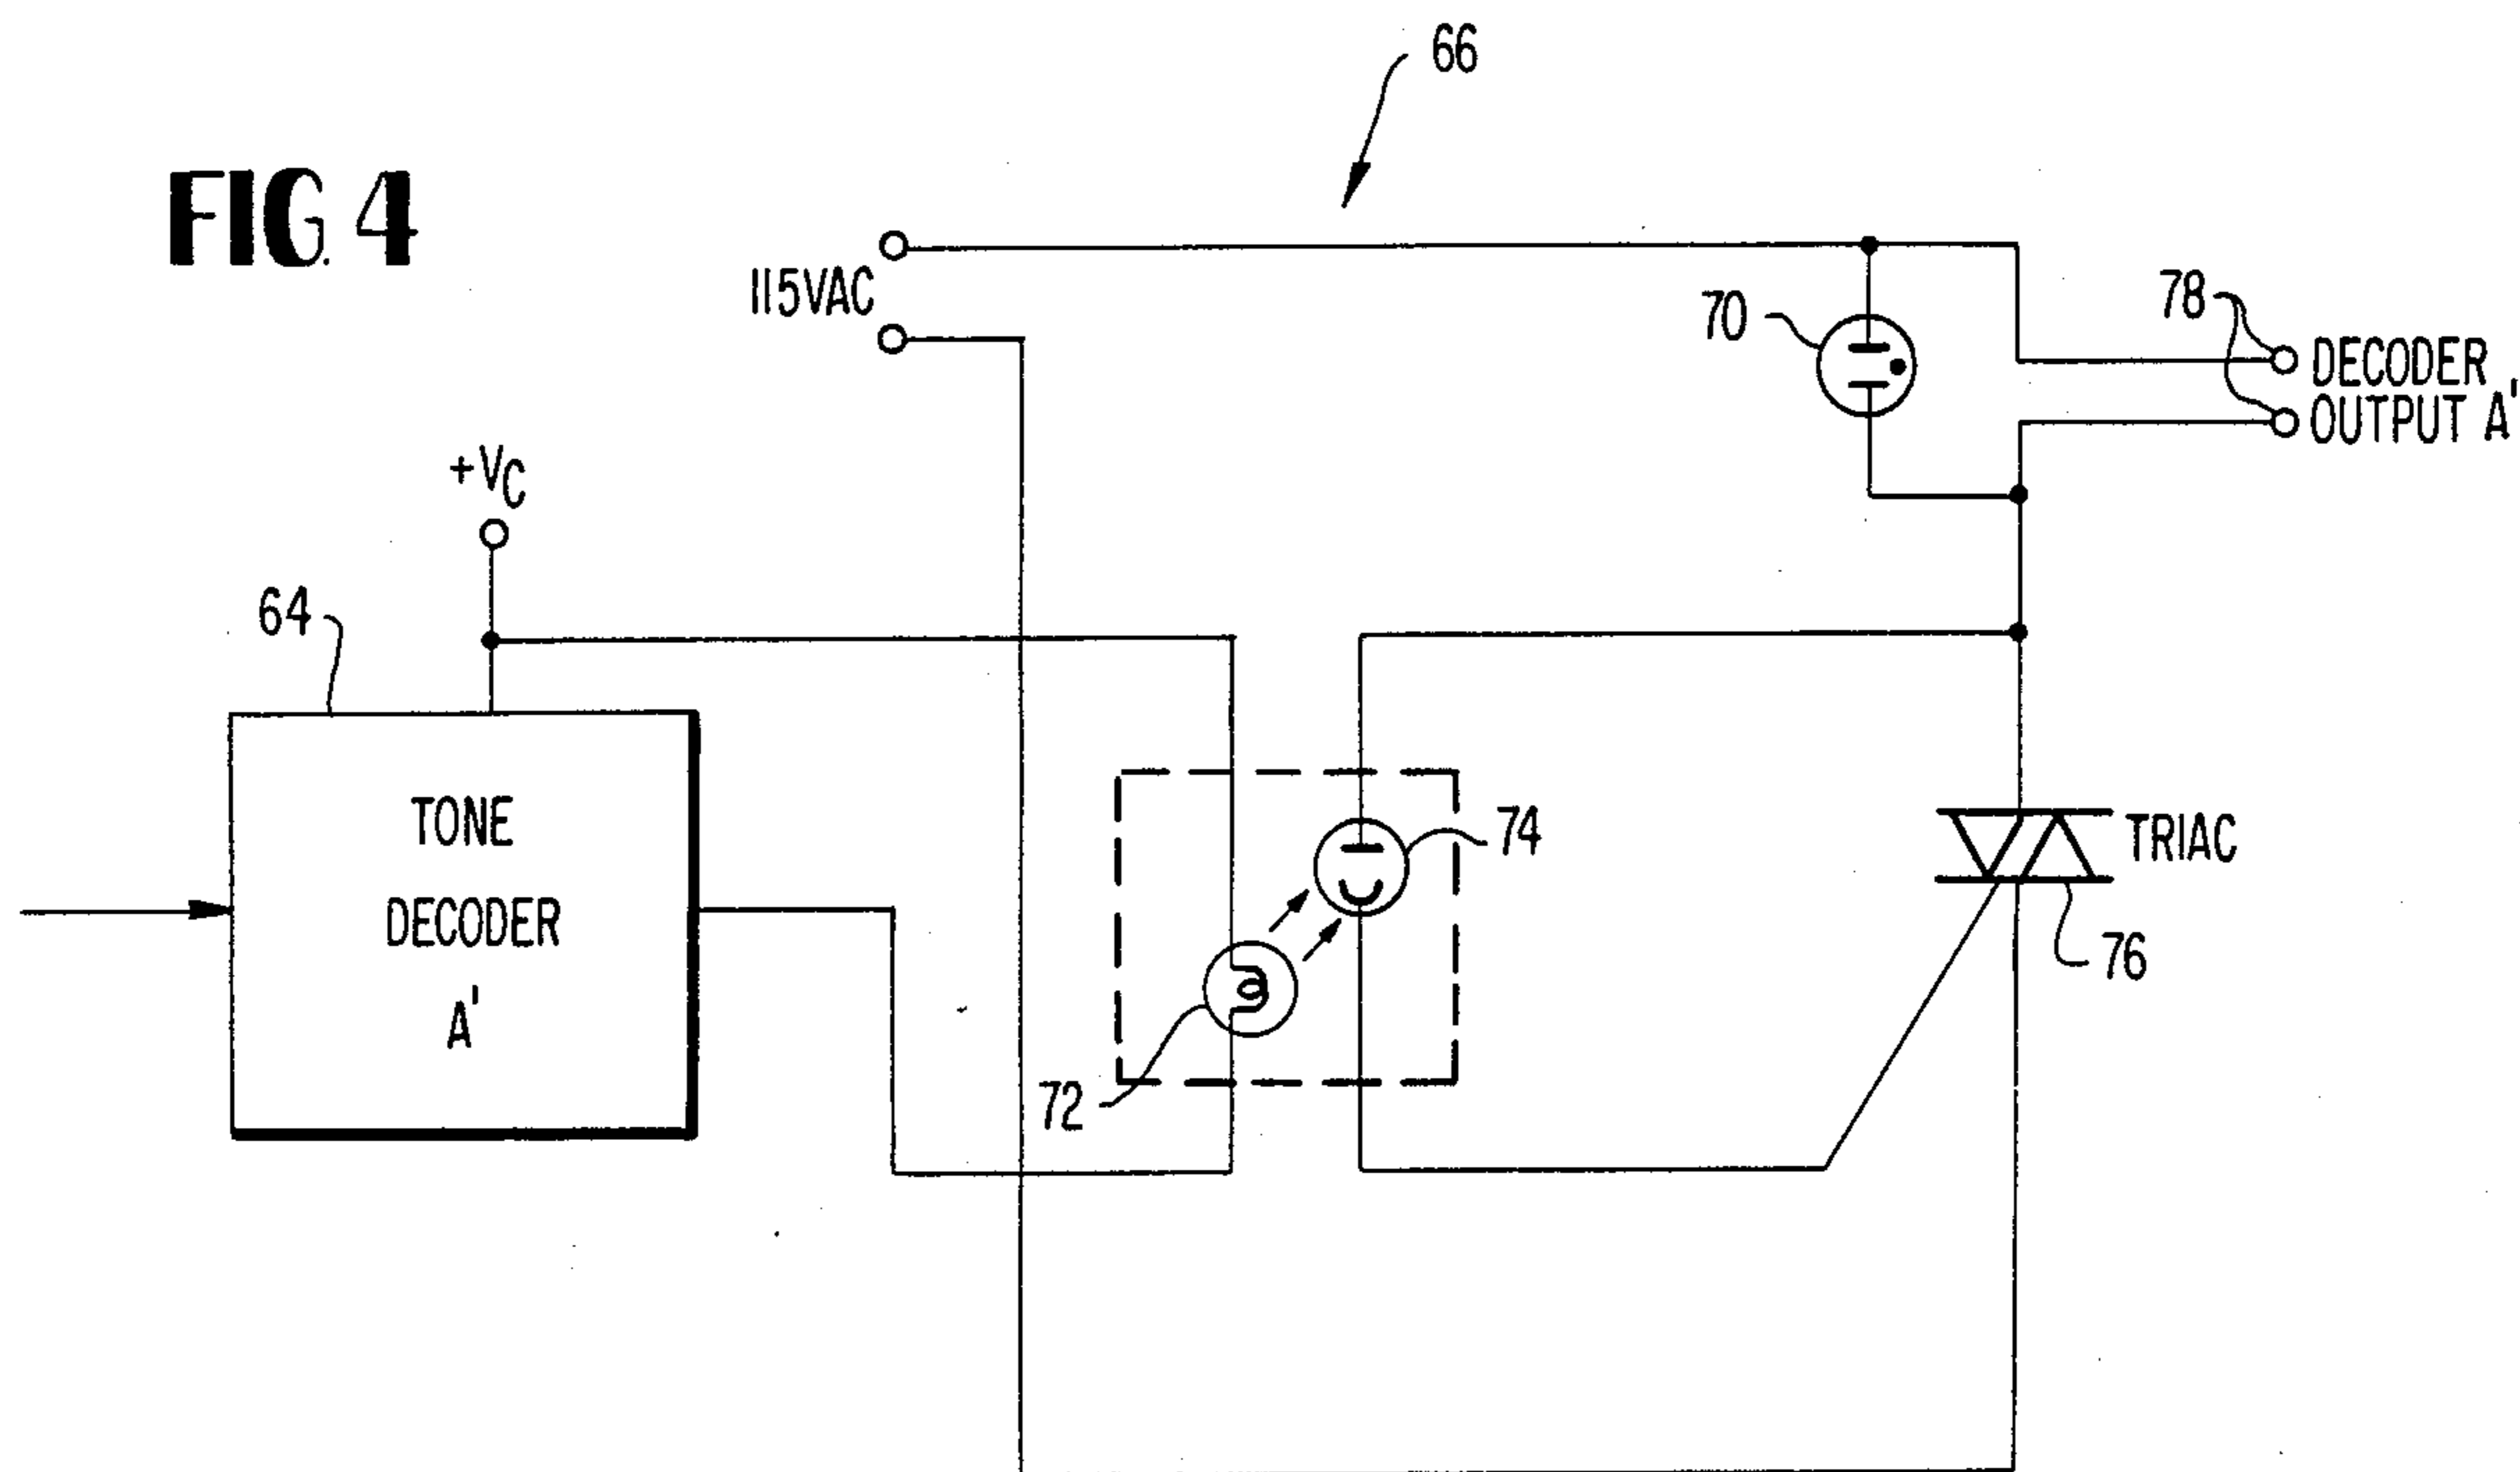 66
FIG. 4
115VAC
70
78
DECODER
OUTPUT A'
+VC
64
TONE
DECODER
A'
74
TRIAC
76
72